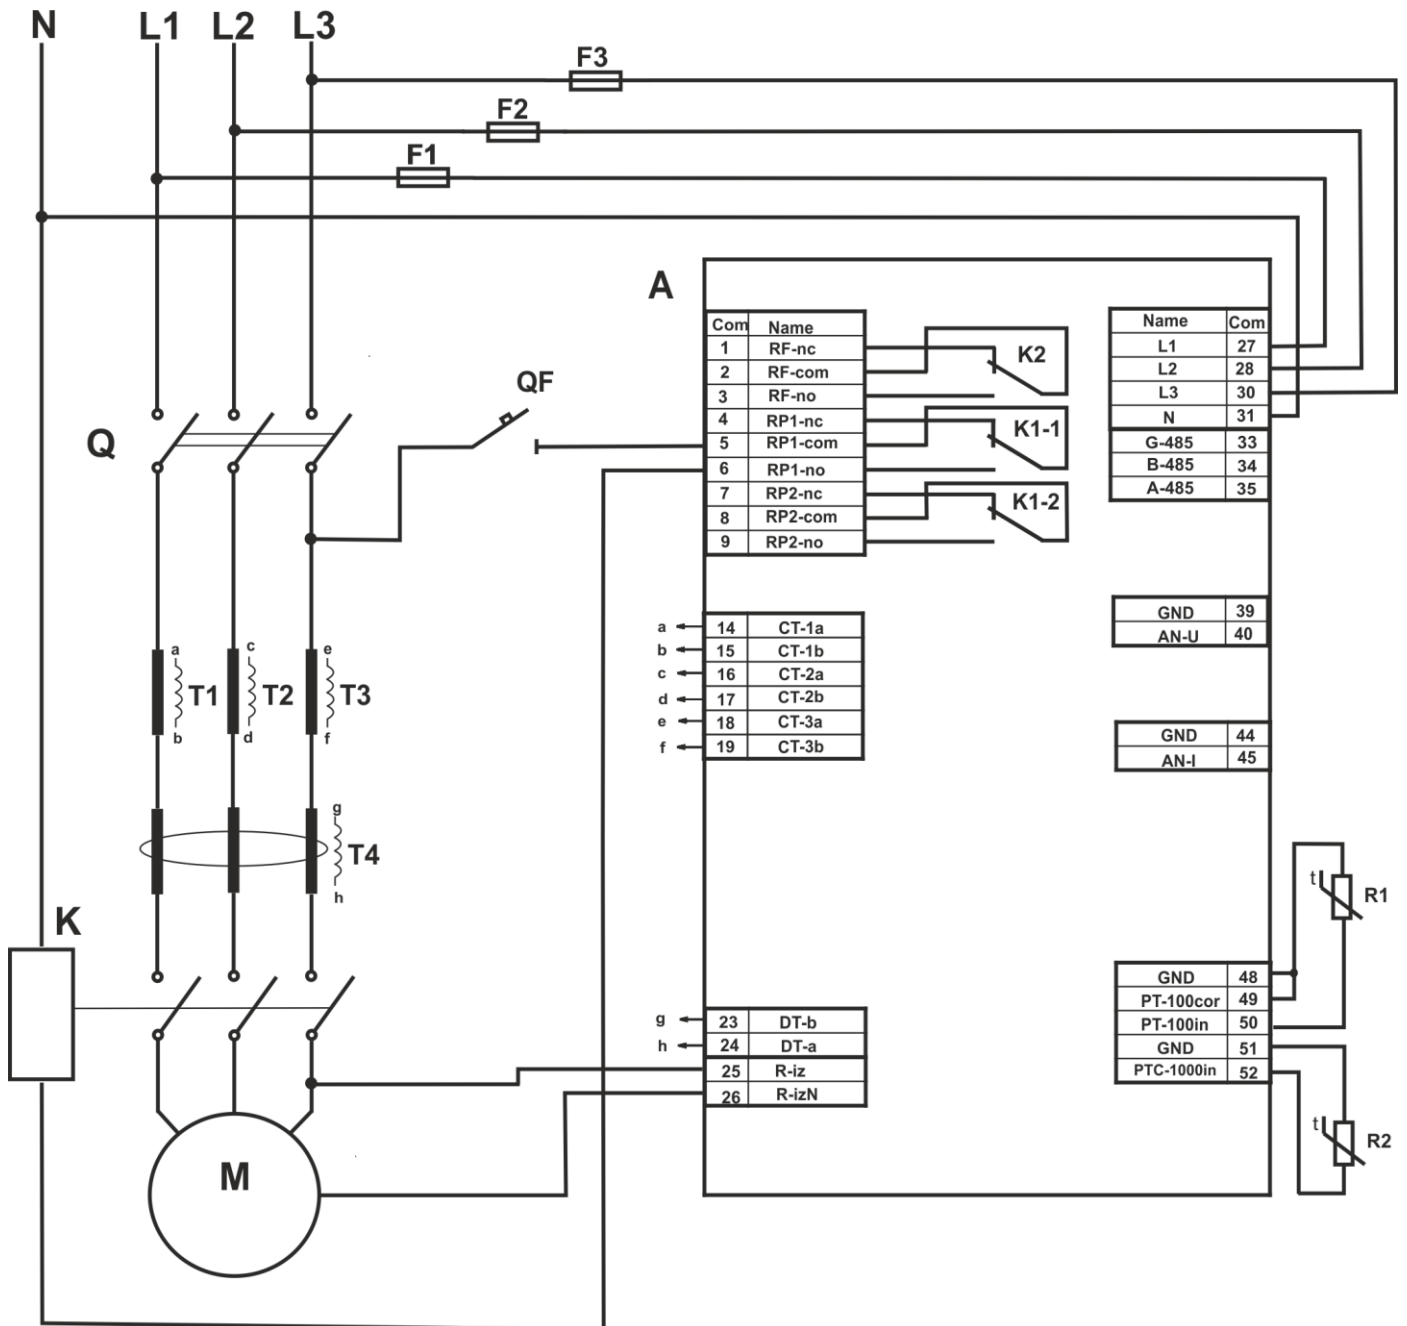 N L1 L2 L3
F3
F2
F1
A
Com Name
1 RF-nc
2 RF-com
3 RF-no
4 RP1-nc
5 RP1-com
6 RP1-no
7 RP2-nc
8 RP2-com
9 RP2-no
K2
K1-1
K1-2
Name Com
L1 27
L2 28
L3 30
N 31
G-485 33
B-485 34
A-485 35
QF
Q
a 14 CT-1a
b 15 CT-1b
c 16 CT-2a
d 17 CT-2b
e 18 CT-3a
f 19 CT-3b
GND 39
AN-U 40
a c e
T1 T2 T3
b d f
GND 44
AN-I 45
g
T4
h
t R1
K
GND 48
PT-100cor 49
PT-100in 50
GND 51
PTC-1000in 52
g 23 DT-b
h 24 DT-a
25 R-iz
26 R-izN
t R2
M